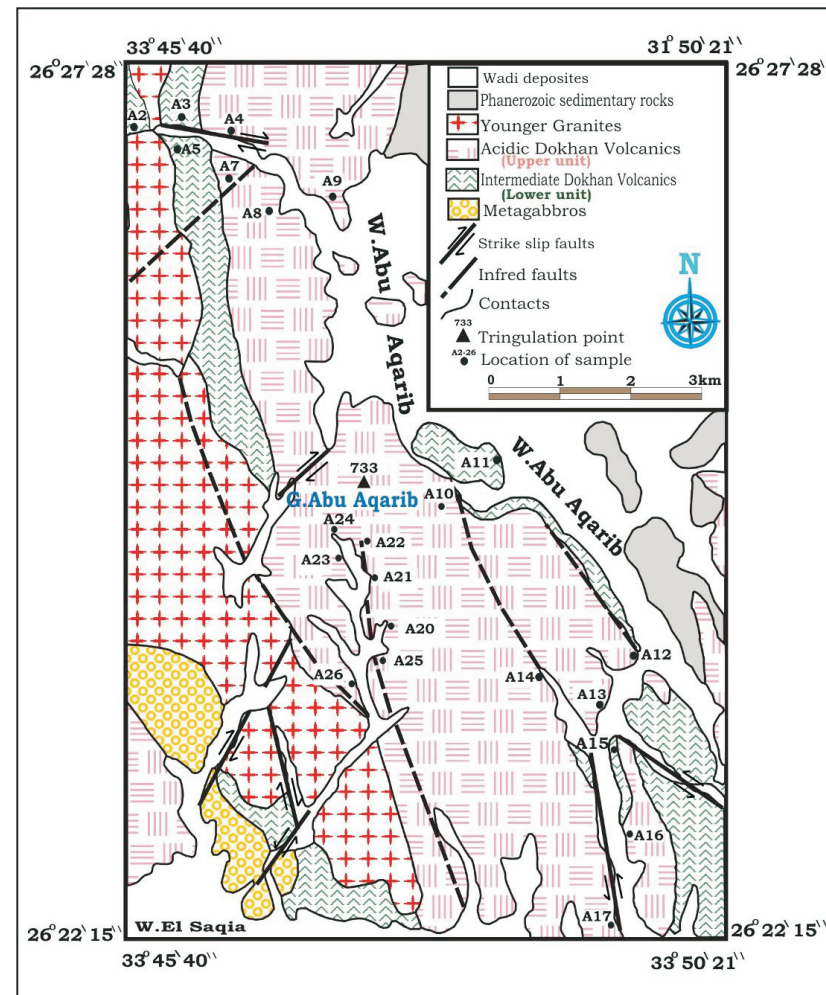 33°45'40'' 31°50'21''
26°27'28'' 26°27'28''
Wadi deposites
Phanerozoic sedimentary rocks
Younger Granites
Acidic Dokhan Volcanics
(Upper unit)
Intermediate Dokhan Volcanics
(Lower unit)
Metagabbros
Strike slip faults
Infred faults
Contacts
733
Tringulation point
A2-26
Location of sample
0 1 2 3km
N
A2
A3
A4
A5
A7
A8
A9
W.Abu Aqarib
A11
W.Abu Aqarib
733
G.Abu Aqarib
A10
A24
A22
A23
A21
A20
A25
A26
A12
A14
A13
A15
A16
A17
W.El Saqia
26°22'15'' 26°22'15''
33°45'40'' 33°50'21''